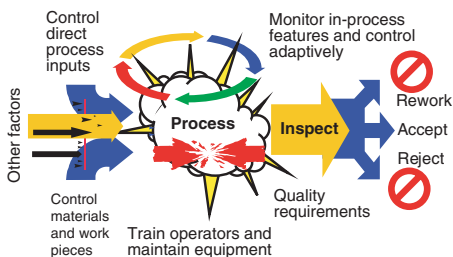 Control
direct
process
inputs
Monitor in-process
features and control
adaptively
Other factors
Process
Inspect
Rework
Accept
Reject
Control
materials
and work
pieces
Train operators and
maintain equipment
Quality
requirements